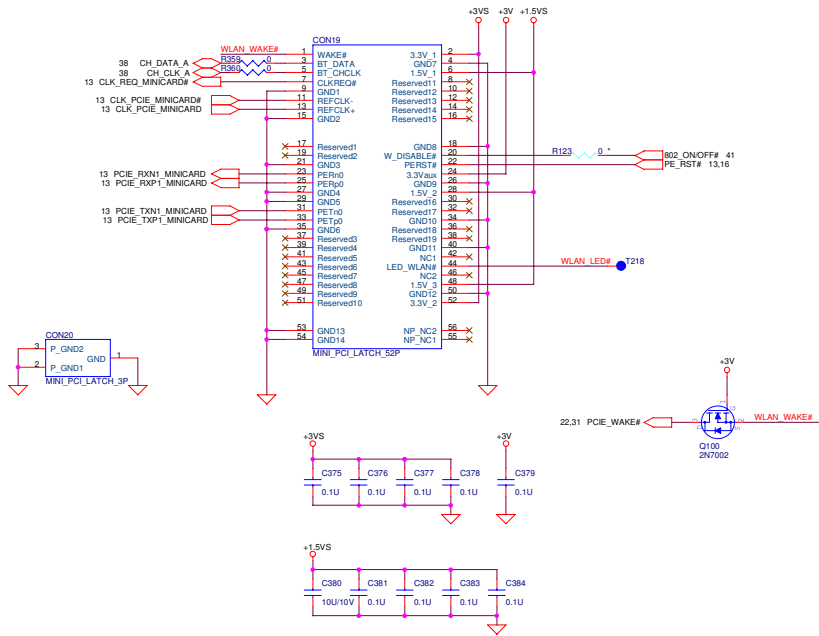 +3VS +3V +1.5VS
CON19
WLAN_WAKE# 1 WAKE# 3.3V_1 2
38 CH_DATA_A R359 0 3 BT_DATA GND7 4
38 CH_CLK_A R360 0 5 BT_CHCLK 1.5V_1 6
13 CLK_REQ_MINICARD# 7 CLKREQ# Reserved11 8
9 GND1 Reserved12 10
13 CLK_PCIE_MINICARD# 11 REFCLK- Reserved13 12
13 CLK_PCIE_MINICARD 13 REFCLK+ Reserved14 14
15 GND2 Reserved15 16
17 Reserved1 GND8 18
19 Reserved2 W_DISABLE# 20 R123 0 * 802_ON/OFF# 41
21 GND3 PERST# 22 PE_RST# 13,16
13 PCIE_RXN1_MINICARD 23 PERn0 3.3Vaux 24
13 PCIE_RXP1_MINICARD 25 PERp0 GND9 26
27 GND4 1.5V_2 28
29 GND5 Reserved16 30
13 PCIE_TXN1_MINICARD 31 PETn0 Reserved17 32
13 PCIE_TXP1_MINICARD 33 PETp0 GND10 34
35 GND6 Reserved18 36
37 Reserved3 Reserved19 38
39 Reserved4 GND11 40
41 Reserved5 NC1 42
43 Reserved6 LED_WLAN# 44 WLAN_LED# T218
45 Reserved7 NC2 46
47 Reserved8 1.5V_3 48
49 Reserved9 GND12 50
51 Reserved10 3.3V_2 52
53 GND13 NP_NC2 56
54 GND14 NP_NC1 55
MINI_PCI_LATCH_52P
CON20
3 P_GND2
GND 1
2 P_GND1
MINI_PCI_LATCH_3P
+3V
1 G
22,31 PCIE_WAKE# 3 D S 2 WLAN_WAKE#
Q100
2N7002
+3VS +3V
C375 C376 C377 C378 C379
0.1U 0.1U 0.1U 0.1U 0.1U
+1.5VS
C380 C381 C382 C383 C384
10U/10V 0.1U 0.1U 0.1U 0.1U